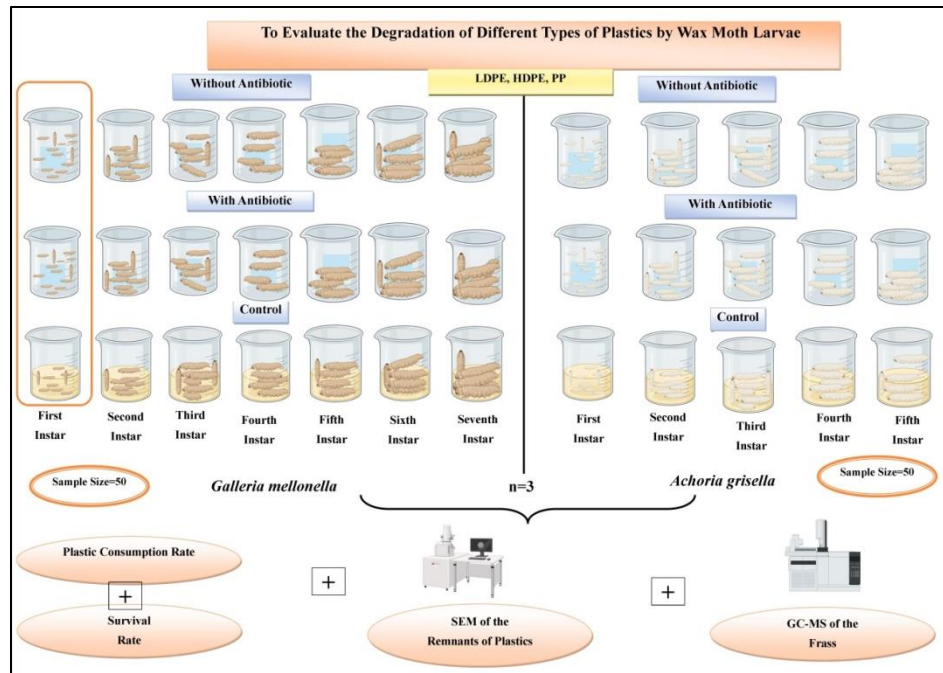 To Evaluate the Degradation of Different Types of Plastics by Wax Moth Larvae
LDPE, HDPE, PP
Without Antibiotic
Without Antibiotic
With Antibiotic
With Antibiotic
Control
Control
First
Instar
Second
Instar
Third
Instar
Fourth
Instar
Fifth
Instar
Sixth
Instar
Seventh
Instar
First
Instar
Second
Instar
Third
Instar
Fourth
Instar
Fifth
Instar
Sample Size=50
Galleria mellonella
n=3
Achoria grisella
Sample Size=50
Plastic Consumption Rate
+
Survival
Rate
+
SEM of the
Remnants of Plastics
+
GC-MS of the
Frass